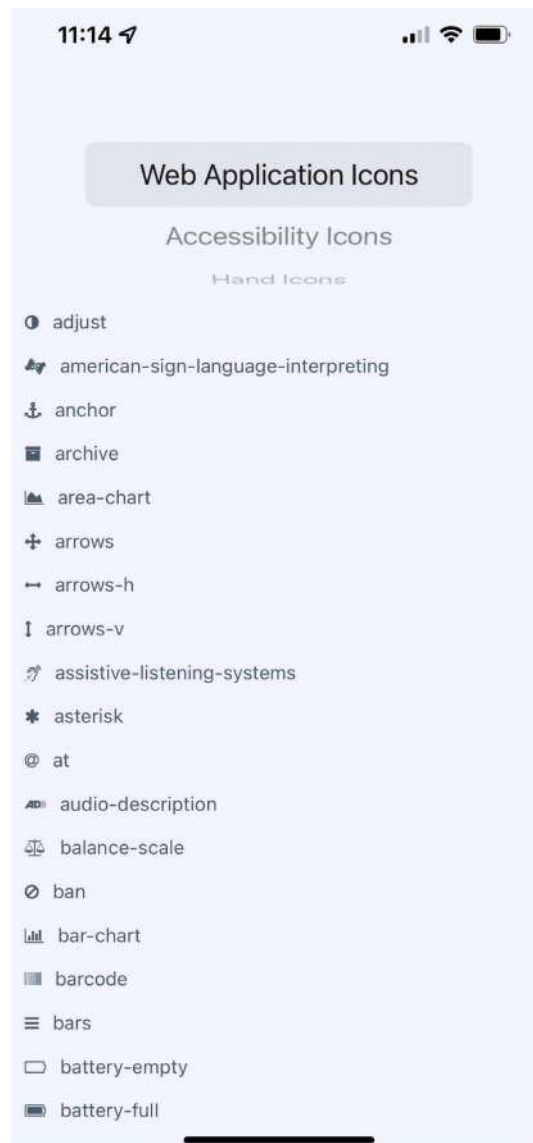 11:14
Web Application Icons
Accessibility Icons
Hand Icons
adjust
american-sign-language-interpreting
anchor
archive
area-chart
arrows
arrows-h
arrows-v
assistive-listening-systems
asterisk
@ at
AD audio-description
balance-scale
ban
bar-chart
barcode
bars
battery-empty
battery-full